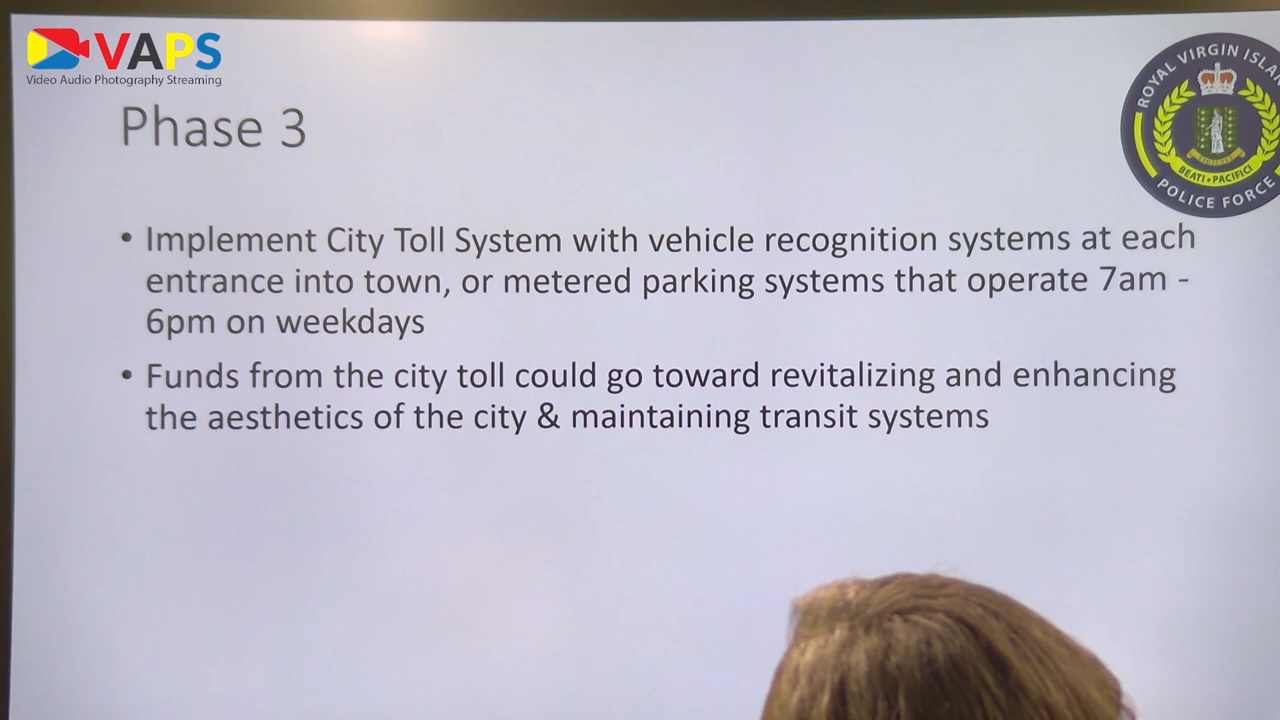 VAPS
Video Audio Photography Streaming
ROYAL VIRGIN
BEATI • PACIFICI
POLICE FORCE
Phase 3
• Implement City Toll System with vehicle recognition systems at each
entrance into town, or metered parking systems that operate 7am -
6pm on weekdays
• Funds from the city toll could go toward revitalizing and enhancing
the aesthetics of the city & maintaining transit systems